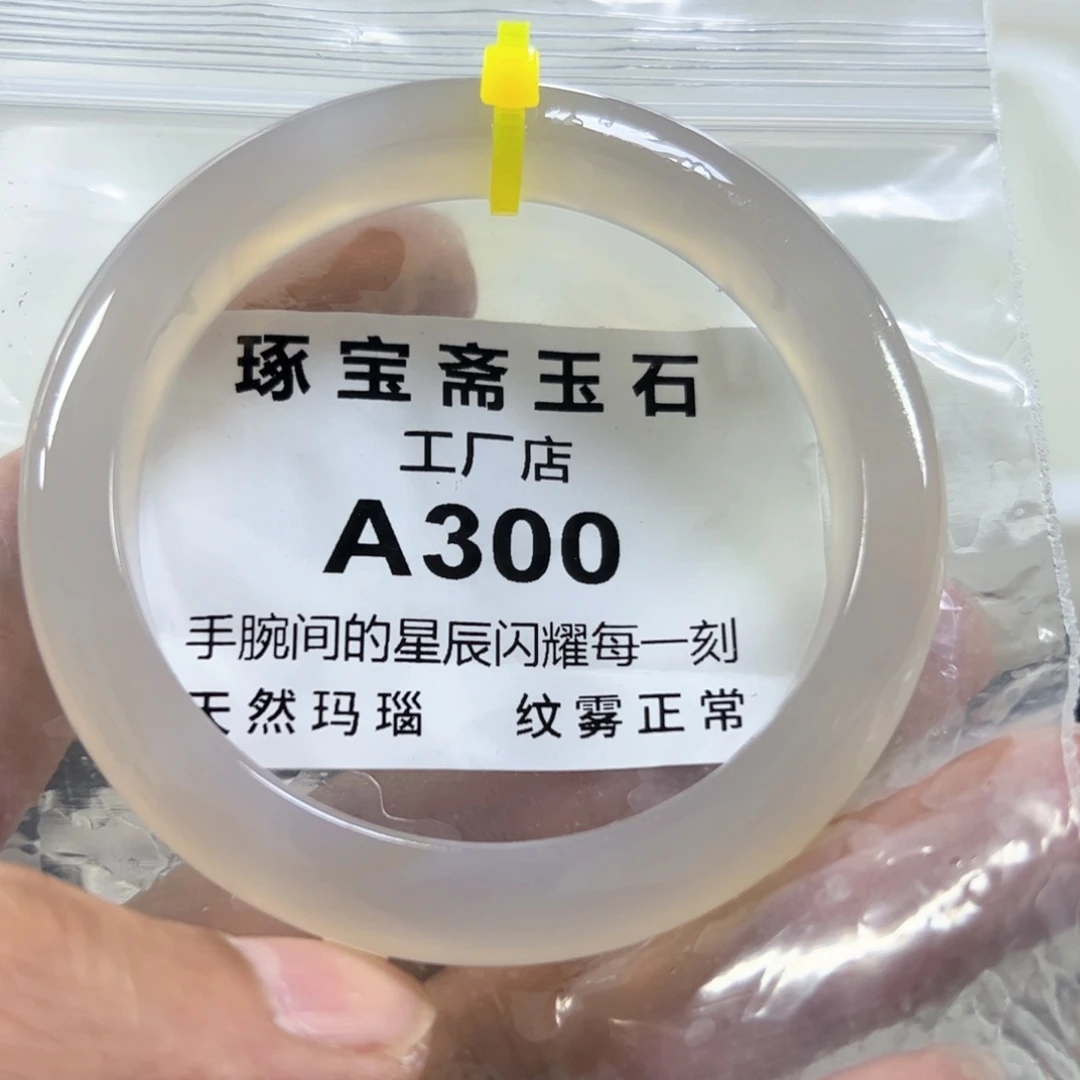 琢宝斋玉石
工厂店
A300
手腕间的星辰闪耀每一刻
天然玛瑙 纹雾正常